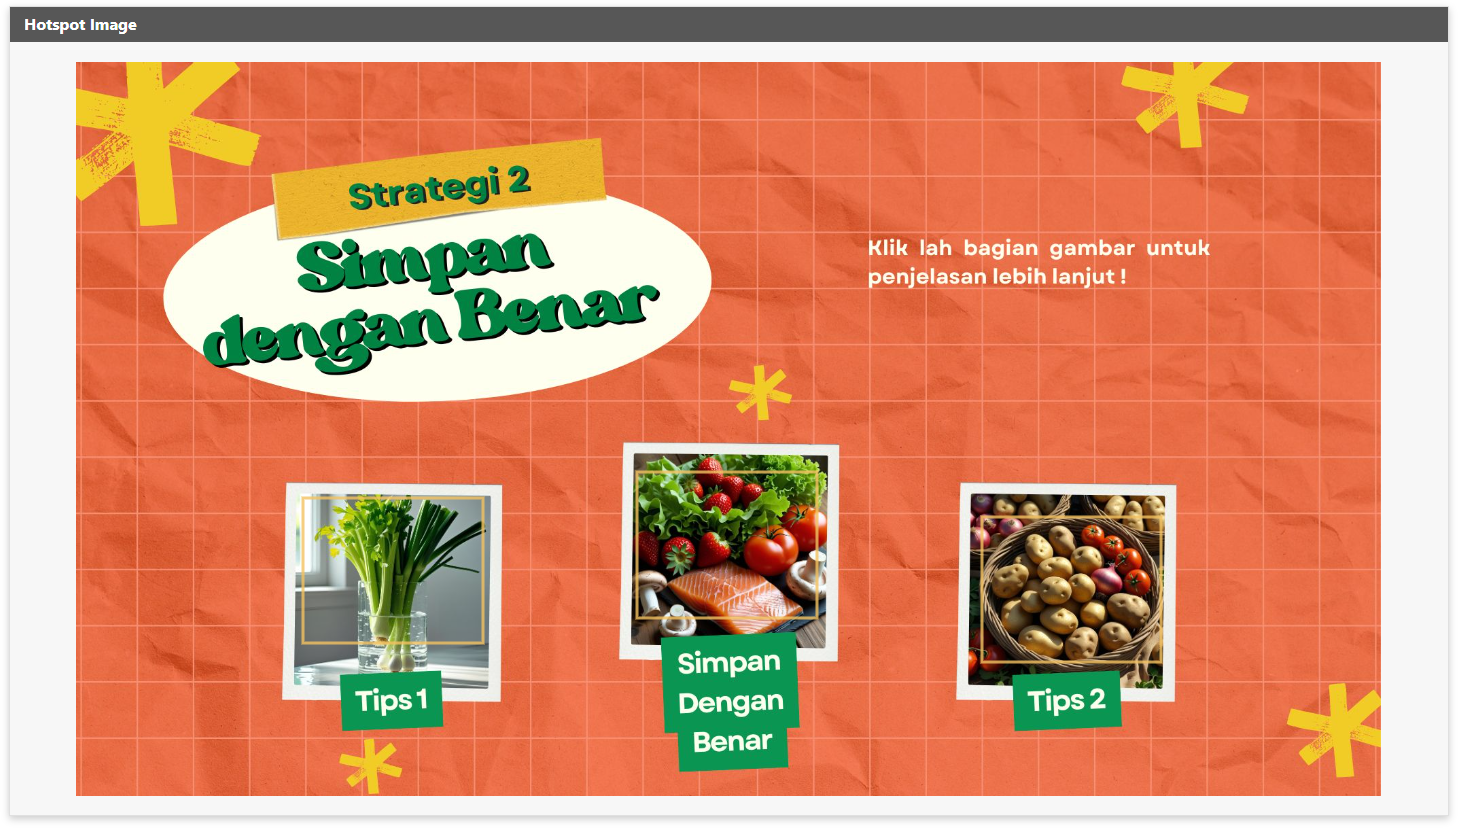 Hotspot Image
Strategi 2
Simpan
dengan Benar
Klik lah bagian gambar untuk
penjelasan lebih lanjut !
Tips 1
Simpan
Dengan
Benar
Tips 2